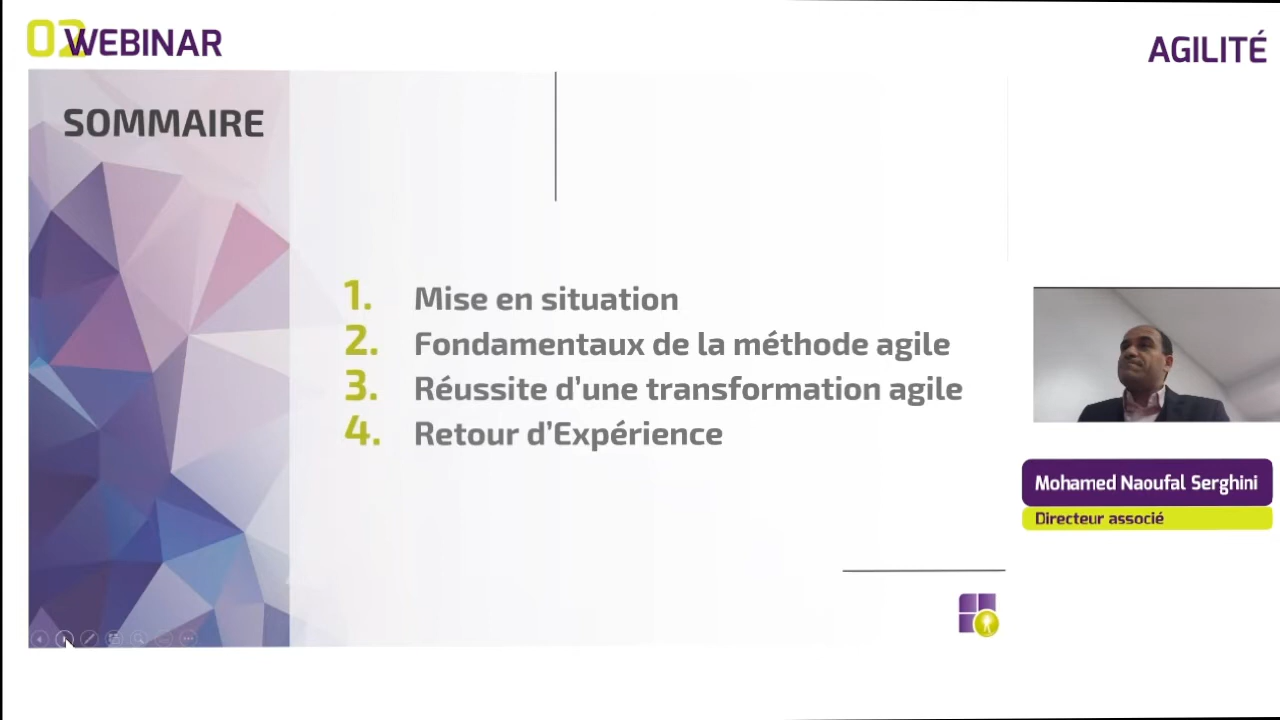 02 WEBINAR
AGILITÉ
SOMMAIRE
1. Mise en situation
2. Fondamentaux de la méthode agile
3. Réussite d’une transformation agile
4. Retour d’Expérience
Mohamed Naoufal Serghini
Directeur associé